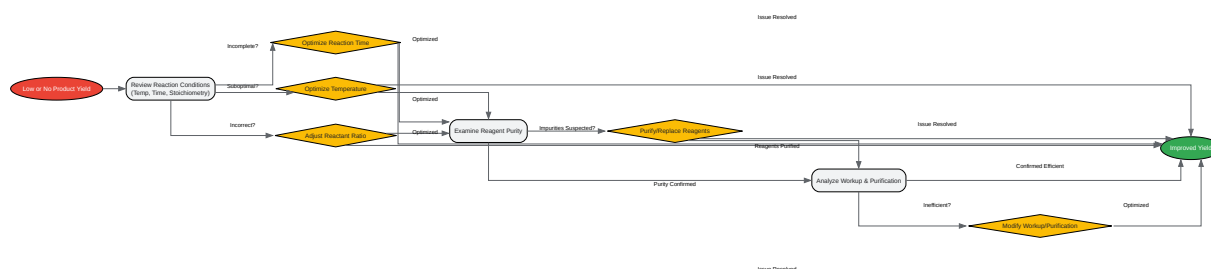 Issue Resolved
Optimized
Optimize Reaction Time
Incomplete?
Issue Resolved
Low or No Product Yield
Review Reaction Conditions
(Temp, Time, Stoichiometry)
Suboptimal?
Optimize Temperature
Optimized
Incorrect?
Adjust Reactant Ratio
Optimized
Examine Reagent Purity
Impurities Suspected?
Purify/Replace Reagents
Issue Resolved
Reagents Purified
Improved Yield
Confirmed Efficient
Purity Confirmed
Analyze Workup & Purification
Inefficient?
Optimized
Modify Workup/Purification
Issue Resolved